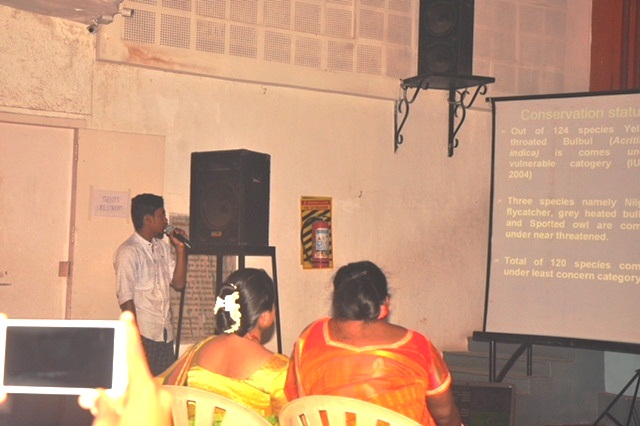 Conservation statu
Out of 124 species Yel
throated Bulbul (Acriti
indica) is comes un
vulnerable catogery (IU
2004)
Three species namely Nilg
flycatcher, grey heated bul
and Spotted owl are com
under near threatened.
Total of 120 species com
under least concern category